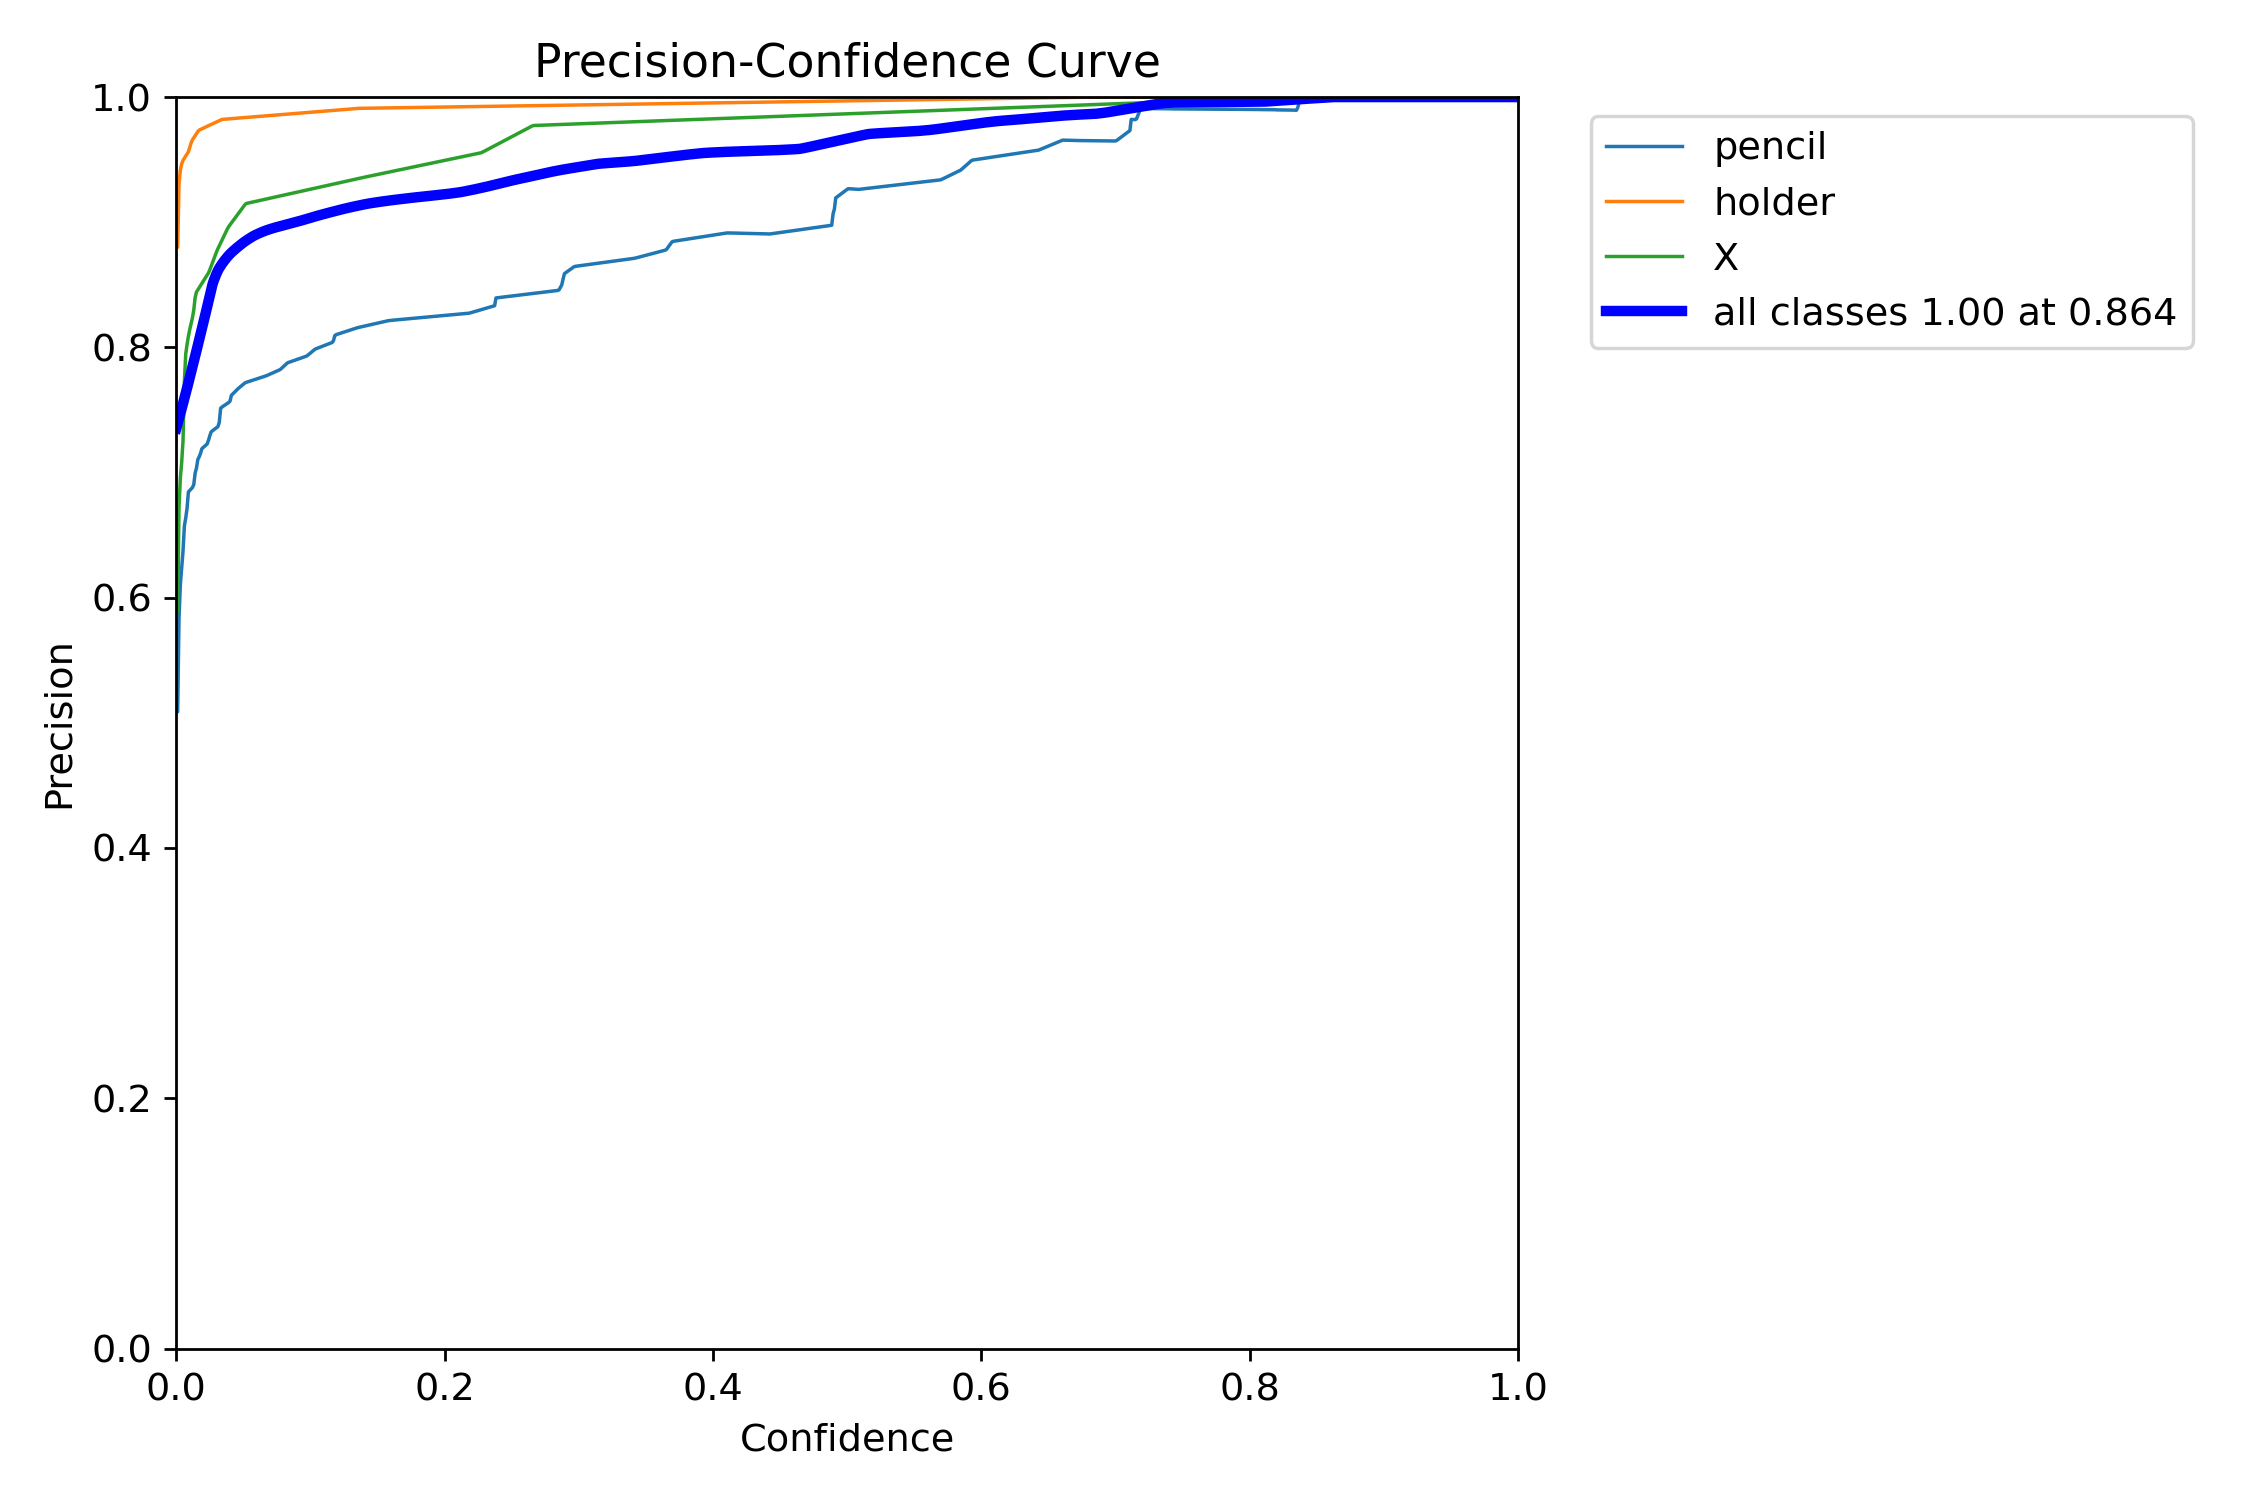 Precision-Confidence Curve
1.0
0.8
0.6
0.4
0.2
0.0
Precision
0.0 0.2 0.4 0.6 0.8 1.0
Confidence
pencil
holder
X
all classes 1.00 at 0.864